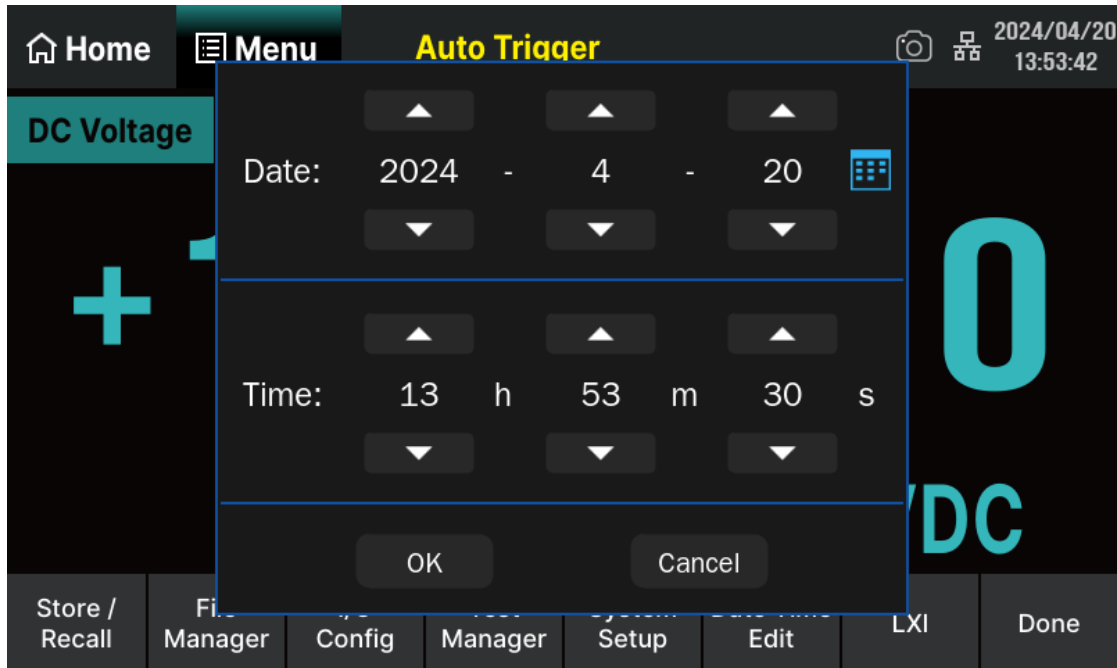 Home
Menu
Auto Trigger
2024/04/20
13:53:42
DC Voltage
Date: 2024 - 4 - 20
+
0
Time: 13 h 53 m 30 s
OK
Cancel
Store /
Recall
Manager
Config
Manager
Setup
Edit
LXI
Done